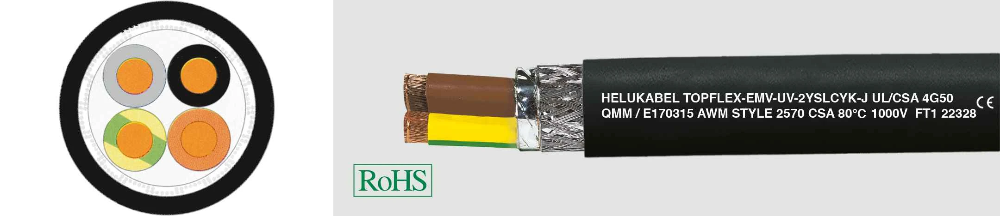 HELUKABEL TOPFLEX-EMV-UV-2YSLCYK-J UL/CSA 4G50
QMM / E170315 AWM STYLE 2570 CSA 80°C 1000V FT1 22328 CE
RoHS